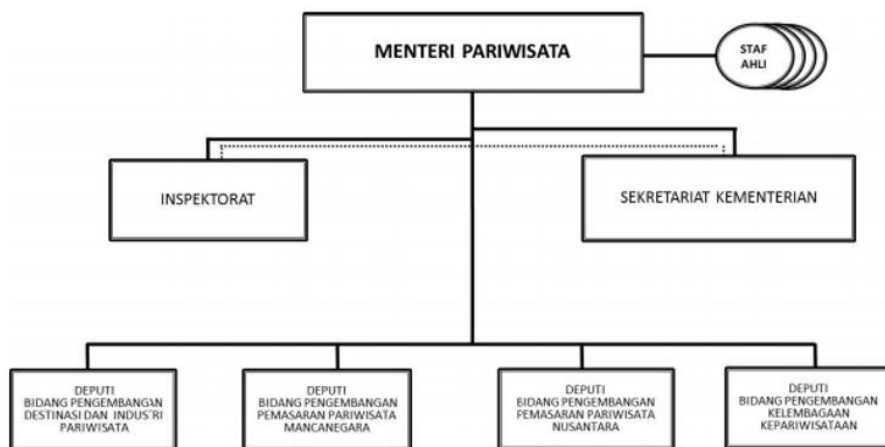 MENTERI PARIWISATA
STAF
AHLI
INSPEKTORAT
SEKRETARIAT KEMENTERIAN
DEPUTI
BIDANG PENGEMBANGAN
DESTINASI DAN INDUSTRI
PARIWISATA
DEPUTI
BIDANG PENGEMBANGAN
PEMASARAN PARIWISATA
MANCANEGARA
DEPUTI
BIDANG PENGEMBANGAN
PEMASARAN PARIWISATA
NUSANTARA
DEPUTI
BIDANG PENGEMBANGAN
KELEMBAGAAN
KEPARIWISATAAN